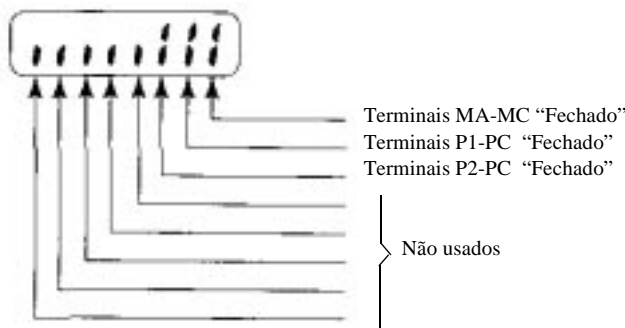 Terminais MA-MC “Fechado”
Terminais P1-PC “Fechado”
Terminais P2-PC “Fechado”
Não usados